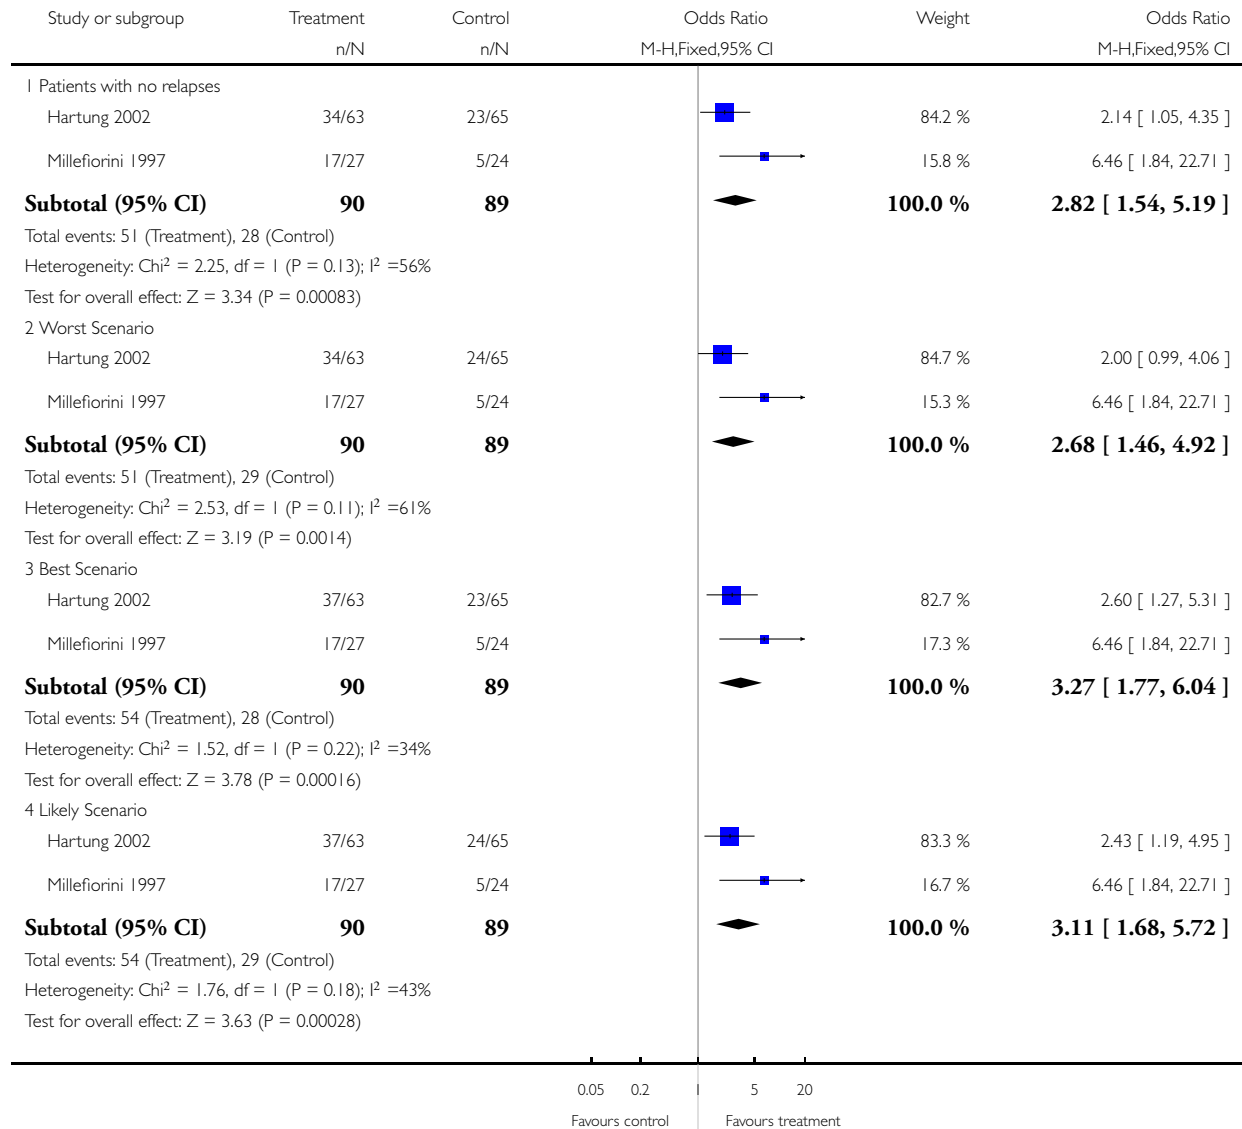 Study or subgroup Treatment Control Odds Ratio Weight Odds Ratio
n/N n/N M-H,Fixed,95% CI M-H,Fixed,95% CI
1 Patients with no relapses
Hartung 2002 34/63 23/65 84.2 % 2.14 [ 1.05, 4.35 ]
Millefiorini 1997 17/27 5/24 15.8 % 6.46 [ 1.84, 22.71 ]
Subtotal (95% CI) 90 89 100.0 % 2.82 [ 1.54, 5.19 ]
Total events: 51 (Treatment), 28 (Control)
Heterogeneity: Chi² = 2.25, df = 1 (P = 0.13); I² =56%
Test for overall effect: Z = 3.34 (P = 0.00083)
2 Worst Scenario
Hartung 2002 34/63 24/65 84.7 % 2.00 [ 0.99, 4.06 ]
Millefiorini 1997 17/27 5/24 15.3 % 6.46 [ 1.84, 22.71 ]
Subtotal (95% CI) 90 89 100.0 % 2.68 [ 1.46, 4.92 ]
Total events: 51 (Treatment), 29 (Control)
Heterogeneity: Chi² = 2.53, df = 1 (P = 0.11); I² =61%
Test for overall effect: Z = 3.19 (P = 0.0014)
3 Best Scenario
Hartung 2002 37/63 23/65 82.7 % 2.60 [ 1.27, 5.31 ]
Millefiorini 1997 17/27 5/24 17.3 % 6.46 [ 1.84, 22.71 ]
Subtotal (95% CI) 90 89 100.0 % 3.27 [ 1.77, 6.04 ]
Total events: 54 (Treatment), 28 (Control)
Heterogeneity: Chi² = 1.52, df = 1 (P = 0.22); I² =34%
Test for overall effect: Z = 3.78 (P = 0.00016)
4 Likely Scenario
Hartung 2002 37/63 24/65 83.3 % 2.43 [ 1.19, 4.95 ]
Millefiorini 1997 17/27 5/24 16.7 % 6.46 [ 1.84, 22.71 ]
Subtotal (95% CI) 90 89 100.0 % 3.11 [ 1.68, 5.72 ]
Total events: 54 (Treatment), 29 (Control)
Heterogeneity: Chi² = 1.76, df = 1 (P = 0.18); I² =43%
Test for overall effect: Z = 3.63 (P = 0.00028)
0.05 0.2 1 5 20
Favours control Favours treatment